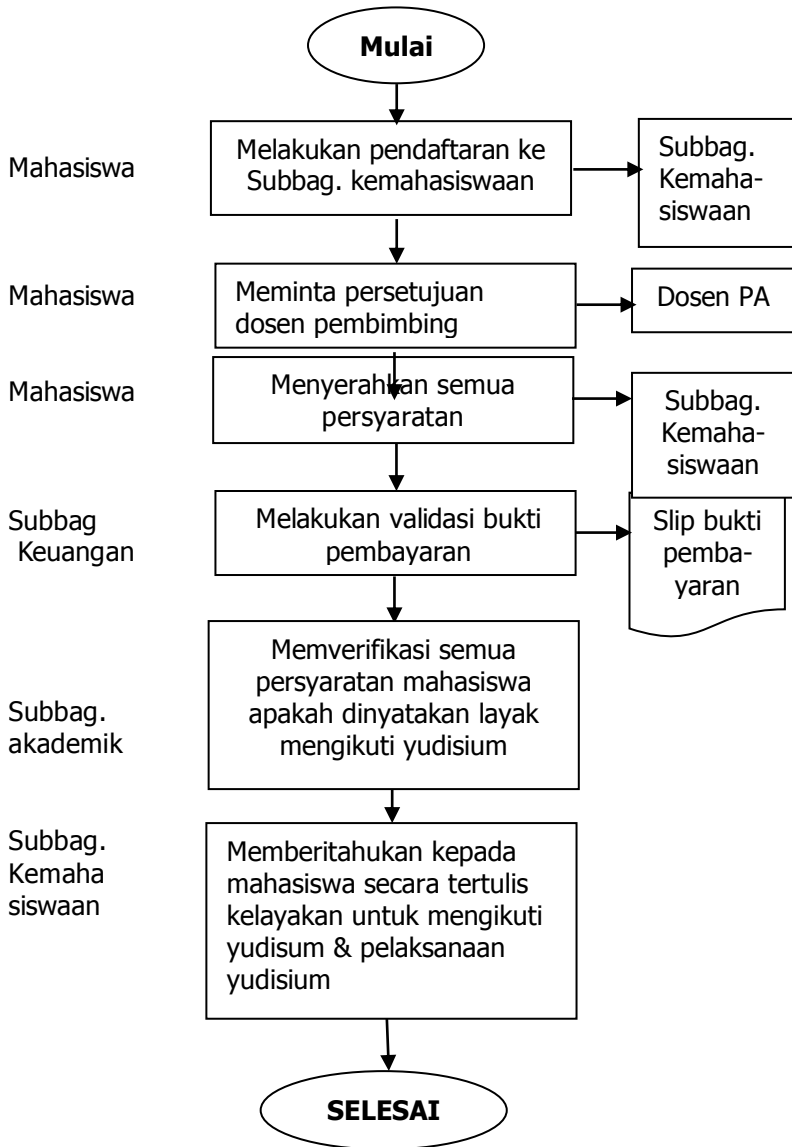 Mulai
Mahasiswa
Melakukan pendaftaran ke
Subbag. kemahasiswaan
Subbag.
Kemaha-
siswaan
Mahasiswa
Meminta persetujuan
dosen pembimbing
Dosen PA
Mahasiswa
Menyerahkan semua
persyaratan
Subbag.
Kemaha-
siswaan
Subbag
Keuangan
Melakukan validasi bukti
pembayaran
Slip bukti
pemba-
yaran
Subbag.
akademik
Memverifikasi semua
persyaratan mahasiswa
apakah dinyatakan layak
mengikuti yudisium
Subbag.
Kemaha
siswaan
Memberitahukan kepada
mahasiswa secara tertulis
kelayakan untuk mengikuti
yudisum & pelaksanaan
yudisium
SELESAI